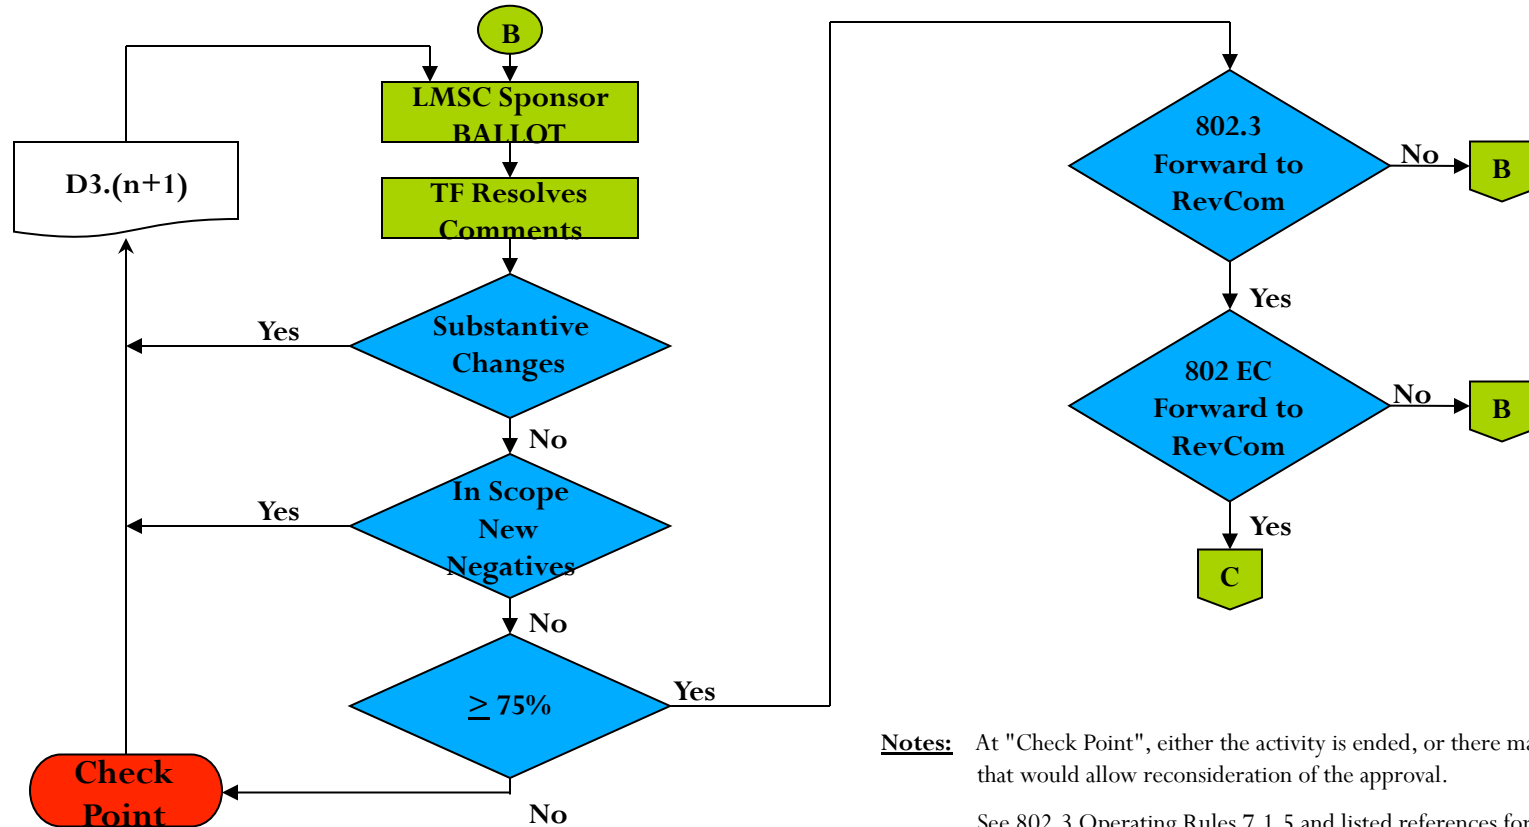 B
LMSC Sponsor
BALLOT
D3.(n+1)
TF Resolves
Comments
Substantive
Changes
Yes
No
In Scope
New
Negatives
Yes
No
≥ 75%
Yes
No
Check
Point
802.3
Forward to
RevCom
No
B
Yes
802 EC
Forward to
RevCom
No
B
Yes
C
Notes: At "Check Point", either the activity is ended, or there
that would allow reconsideration of the approval.
See 802.3 Operating Rules 7.1.5 and listed references for